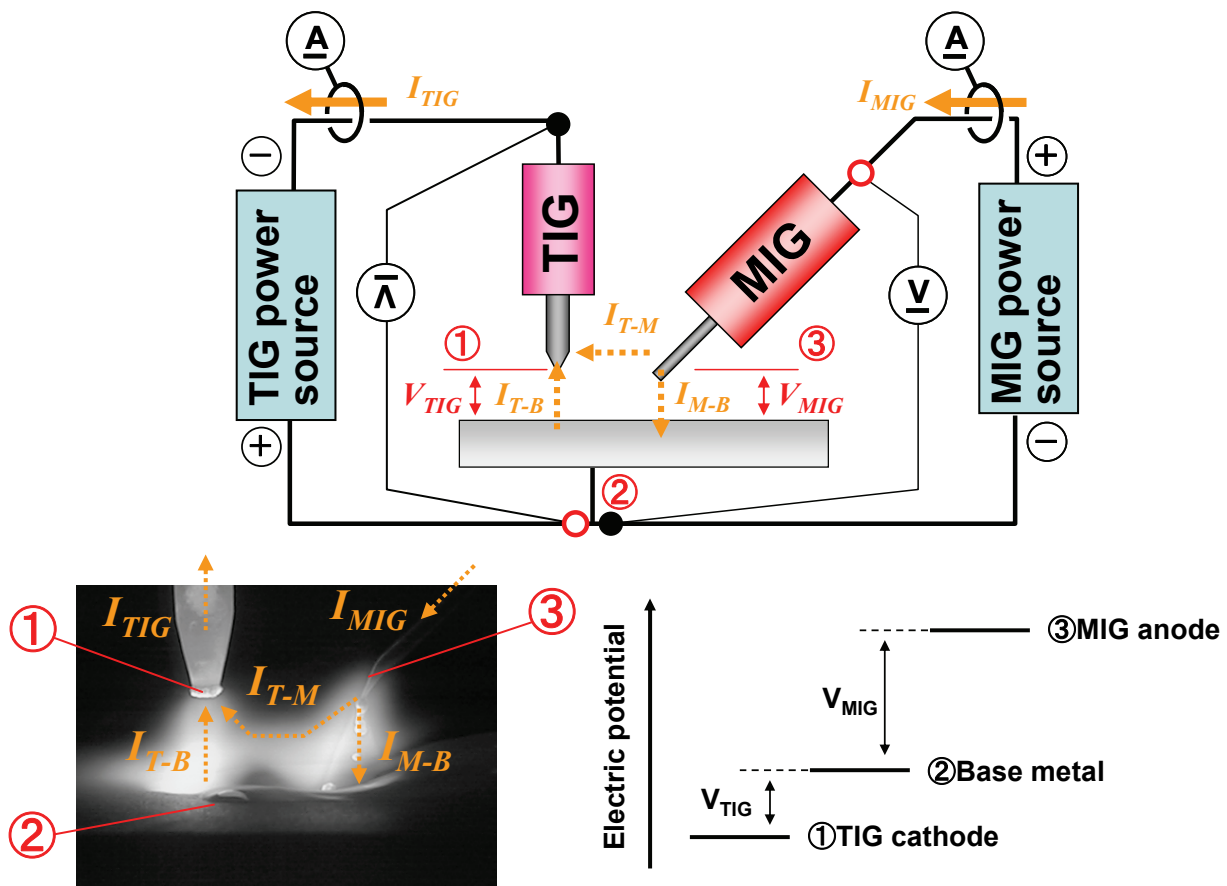 A
A
I_TIG
I_MIG
−
+
TIG power
source
TIG
MIG
MIG power
source
V
V
①
I_T-M
③
V_TIG
I_T-B
I_M-B
V_MIG
+
−
②
I_TIG
I_MIG
③
①
I_T-M
I_T-B
I_M-B
②
Electric potential
③MIG anode
V_MIG
②Base metal
V_TIG
①TIG cathode